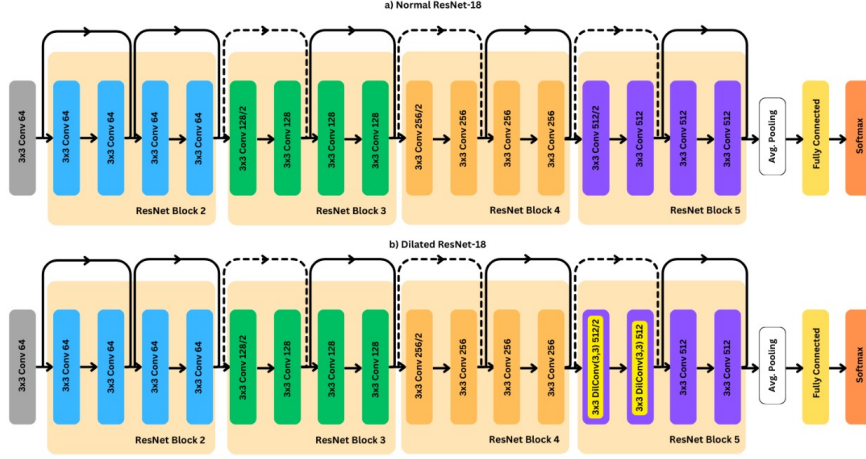 a) Normal ResNet-18
3x3 Conv 64
3x3 Conv 64
3x3 Conv 64
3x3 Conv 64
3x3 Conv 64
3x3 Conv 128/2
3x3 Conv 128
3x3 Conv 128
3x3 Conv 128
3x3 Conv 256/2
3x3 Conv 256
3x3 Conv 256
3x3 Conv 256
3x3 Conv 512/2
3x3 Conv 512
3x3 Conv 512
3x3 Conv 512
Avg. Pooling
Fully Connected
Softmax
ResNet Block 2
ResNet Block 3
ResNet Block 4
ResNet Block 5
b) Dilated ResNet-18
3x3 Conv 64
3x3 Conv 64
3x3 Conv 64
3x3 Conv 64
3x3 Conv 64
3x3 Conv 128/2
3x3 Conv 128
3x3 Conv 128
3x3 Conv 128
3x3 Conv 256/2
3x3 Conv 256
3x3 Conv 256
3x3 Conv 256
3x3 DilConv(3,3) 512/2
3x3 DilConv(3,3) 512
3x3 Conv 512
3x3 Conv 512
Avg. Pooling
Fully Connected
Softmax
ResNet Block 2
ResNet Block 3
ResNet Block 4
ResNet Block 5